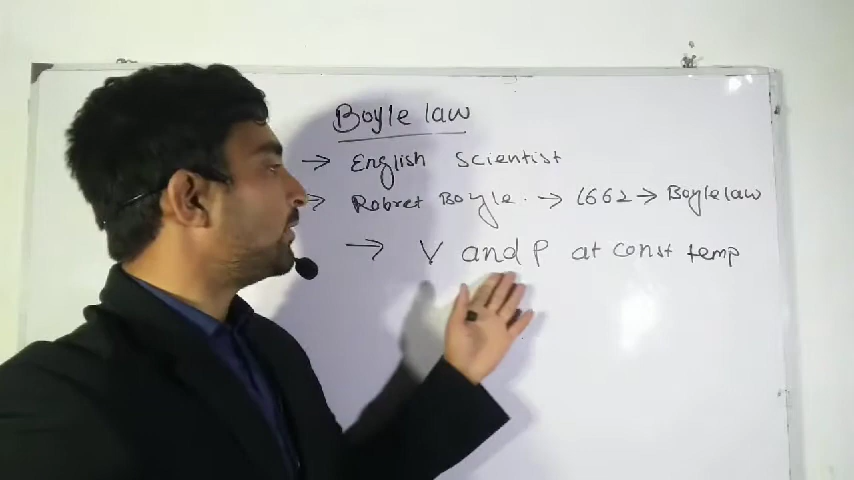 Boyle law
→ English Scientist
→ Robret Boyle. → 1662 → Boyle law
→ V and P at const temp